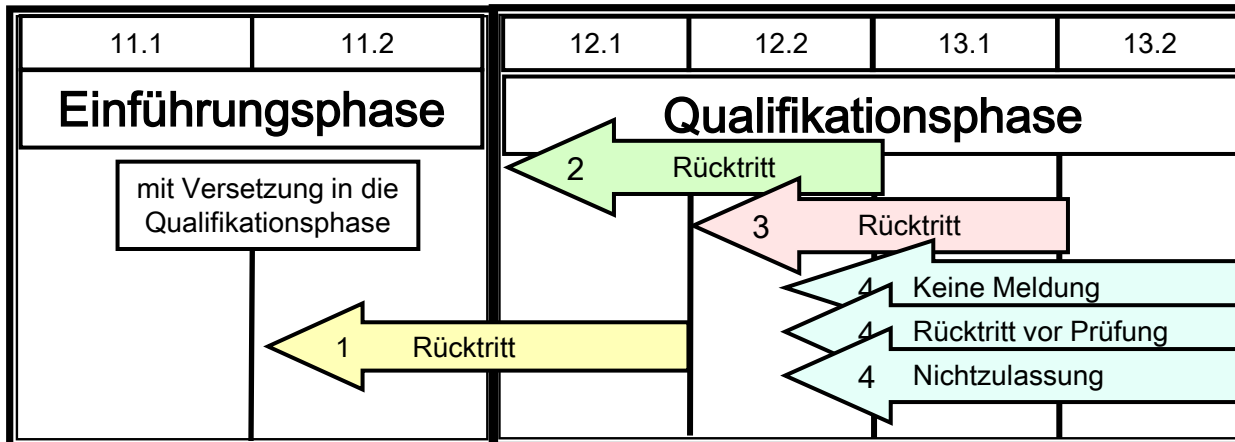 11.1 11.2 12.1 12.2 13.1 13.2
Einführungsphase Qualifikationsphase
mit Versetzung in die
Qualifikationsphase
2 Rücktritt
3 Rücktritt
4 Keine Meldung
4 Rücktritt vor Prüfung
1 Rücktritt
4 Nichtzulassung